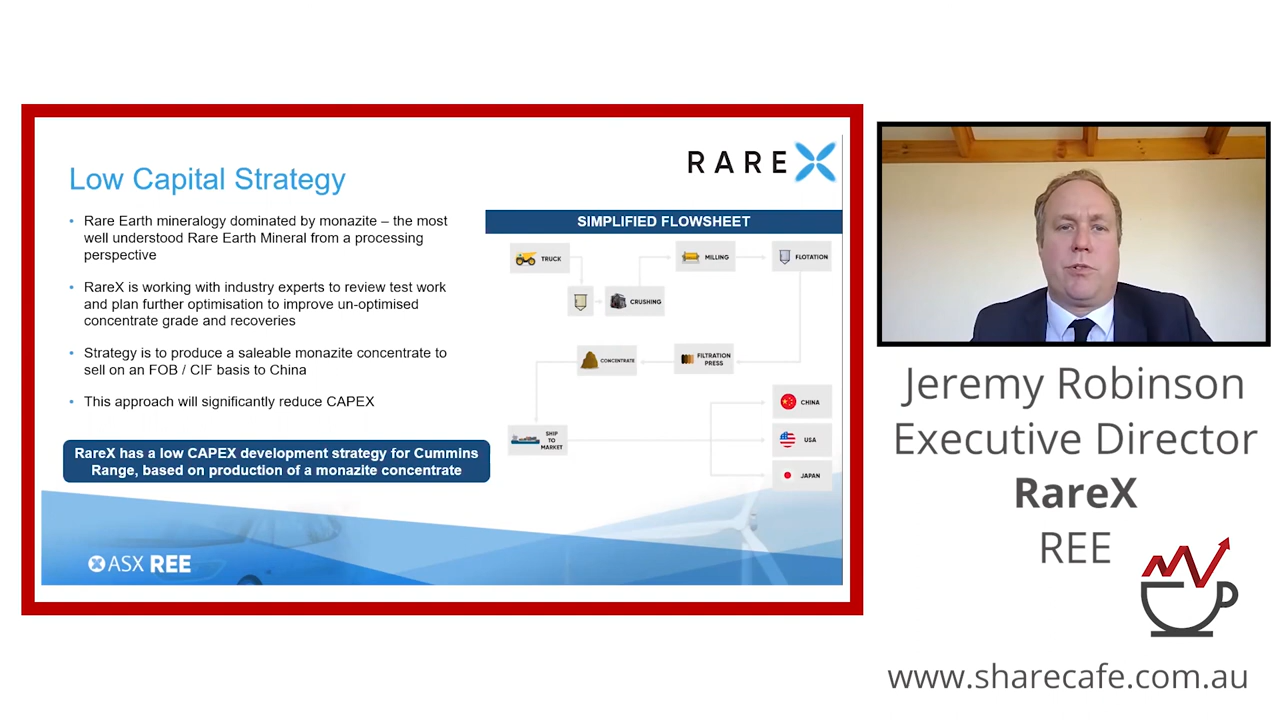 RAREX
Low Capital Strategy
• Rare Earth mineralogy dominated by monazite – the most
well understood Rare Earth Mineral from a processing
perspective
• RareX is working with industry experts to review test work
and plan further optimisation to improve un-optimised
concentrate grade and recoveries
• Strategy is to produce a saleable monazite concentrate to
sell on an FOB / CIF basis to China
• This approach will significantly reduce CAPEX
RareX has a low CAPEX development strategy for Cummins
Range, based on production of a monazite concentrate
ASX REE
SIMPLIFIED FLOWSHEET
TRUCK
CRUSHING
MILLING
FLOTATION
FILTRATION
PRESS
CONCENTRATE
SHIP
TO
MARKET
CHINA
USA
JAPAN
Jeremy Robinson
Executive Director
RareX
REE
www.sharecafe.com.au